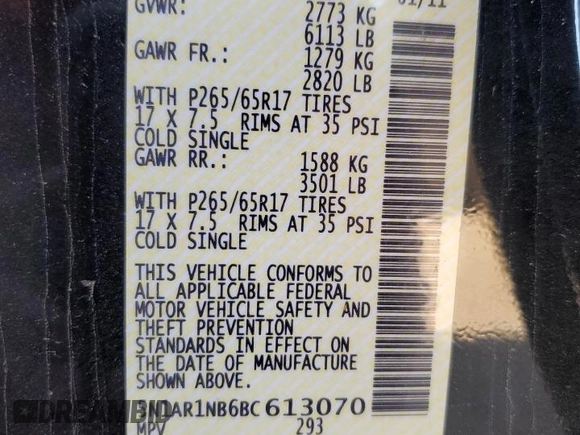 GVWR: 2773 KG 01/11
6113 LB
GAWR FR.: 1279 KG
2820 LB
WITH P265/65R17 TIRES
17 X 7.5 RIMS AT 35 PSI
COLD SINGLE
GAWR RR.: 1588 KG
3501 LB
WITH P265/65R17 TIRES
17 X 7.5 RIMS AT 35 PSI
COLD SINGLE
THIS VEHICLE CONFORMS TO
ALL APPLICABLE FEDERAL
MOTOR VEHICLE SAFETY AND
THEFT PREVENTION
STANDARDS IN EFFECT ON
THE DATE OF MANUFACTURE
SHOWN ABOVE.
MPV 293